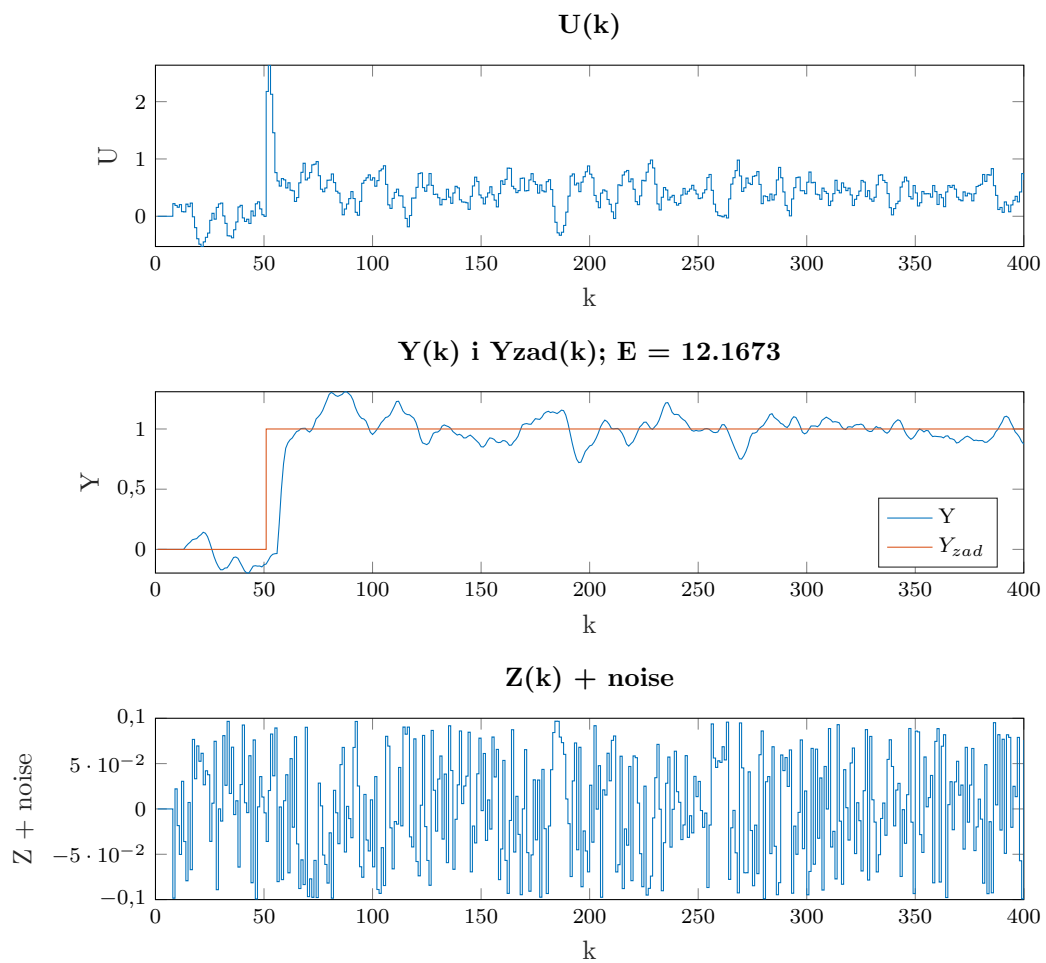 U(k)
2
1
0
U
0 50 100 150 200 250 300 350 400
k
Y(k) i Yzad(k); E = 12.1673
1
0,5
0
Y
Y
Y_zad
0 50 100 150 200 250 300 350 400
k
Z(k) + noise
0,1
5 · 10^−2
0
−5 · 10^−2
−0,1
Z + noise
0 50 100 150 200 250 300 350 400
k